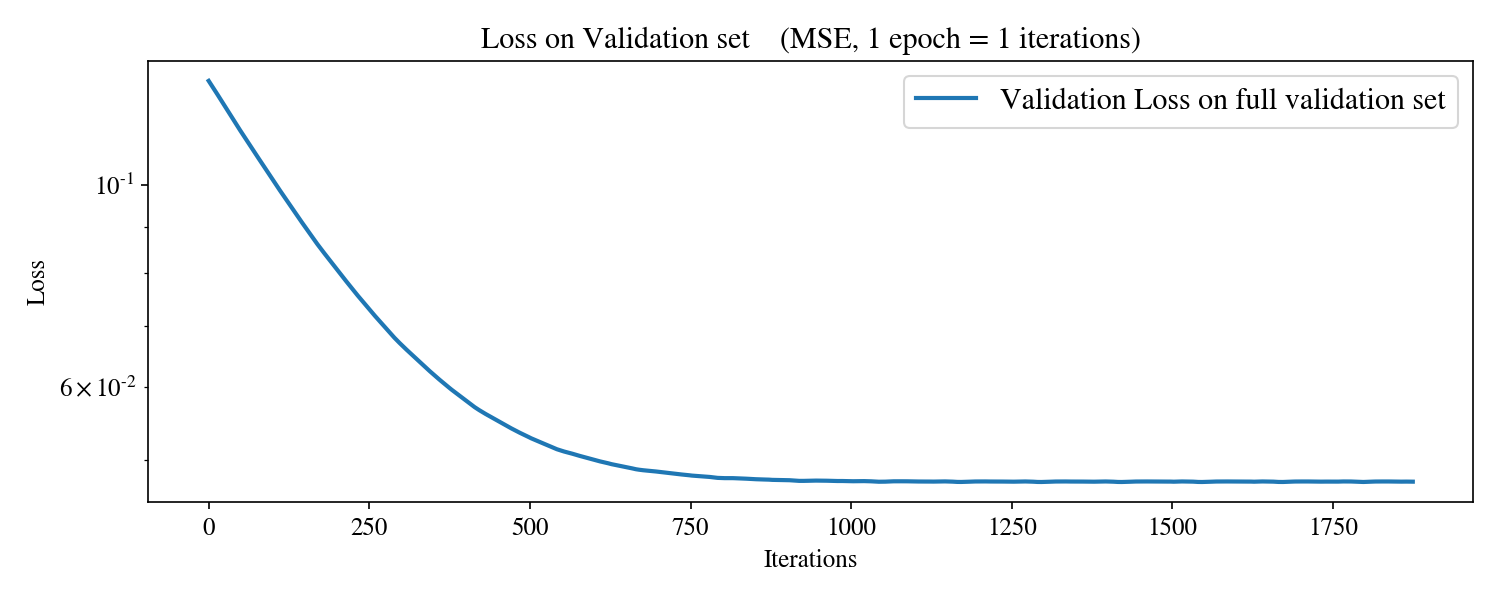 Loss on Validation set (MSE, 1 epoch = 1 iterations)
Validation Loss on full validation set
10⁻¹
6 × 10⁻²
Loss
0 250 500 750 1000 1250 1500 1750
Iterations